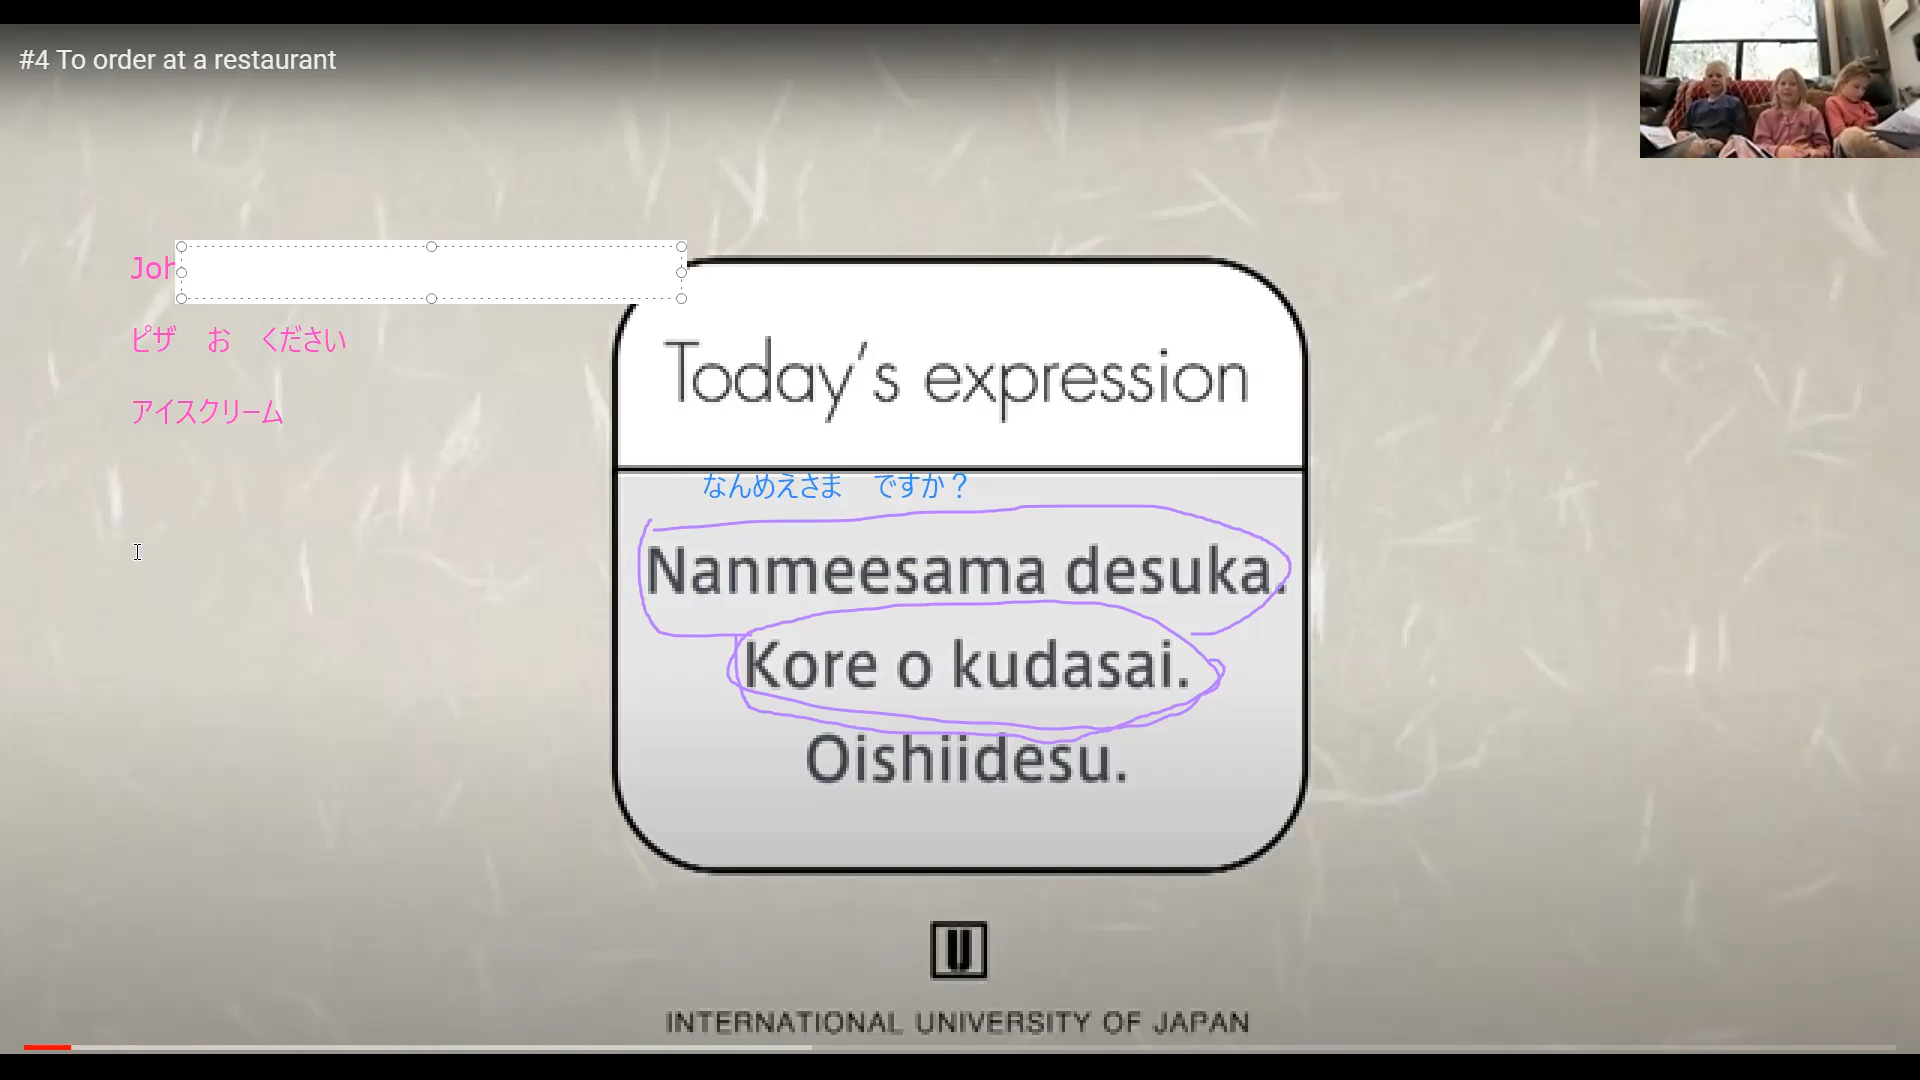 #4 To order at a restaurant
Joh
ピザ お ください
アイスクリーム
Today's expression
なんめえさま ですか？
Nanmeesama desuka.
Kore o kudasai.
Oishiidesu.
INTERNATIONAL UNIVERSITY OF JAPAN